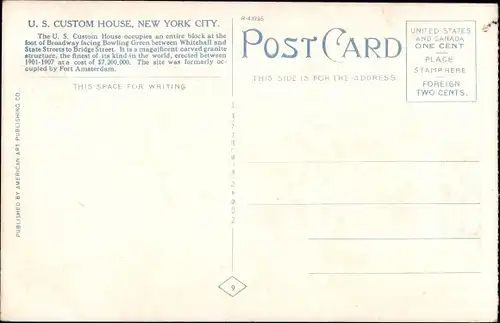 U. S. CUSTOM HOUSE, NEW YORK CITY.
The U. S. Custom House occupies an entire block at the
foot of Broadway facing Bowling Green between Whitehall and
State Streets to Bridge Street. It is a magnificent carved granite
structure, the finest of its kind in the world, erected between
1901-1907 at a cost of $7,200,000. The site was formerly oc-
cupied by Fort Amsterdam.
THIS SPACE FOR WRITING
PUBLISHED BY AMERICAN ART PUBLISHING CO.
POST CARD
THIS SIDE IS FOR THE ADDRESS
UNITED STATES
AND CANADA
ONE CENT
PLACE
STAMP HERE
FOREIGN
TWO CENTS.
9